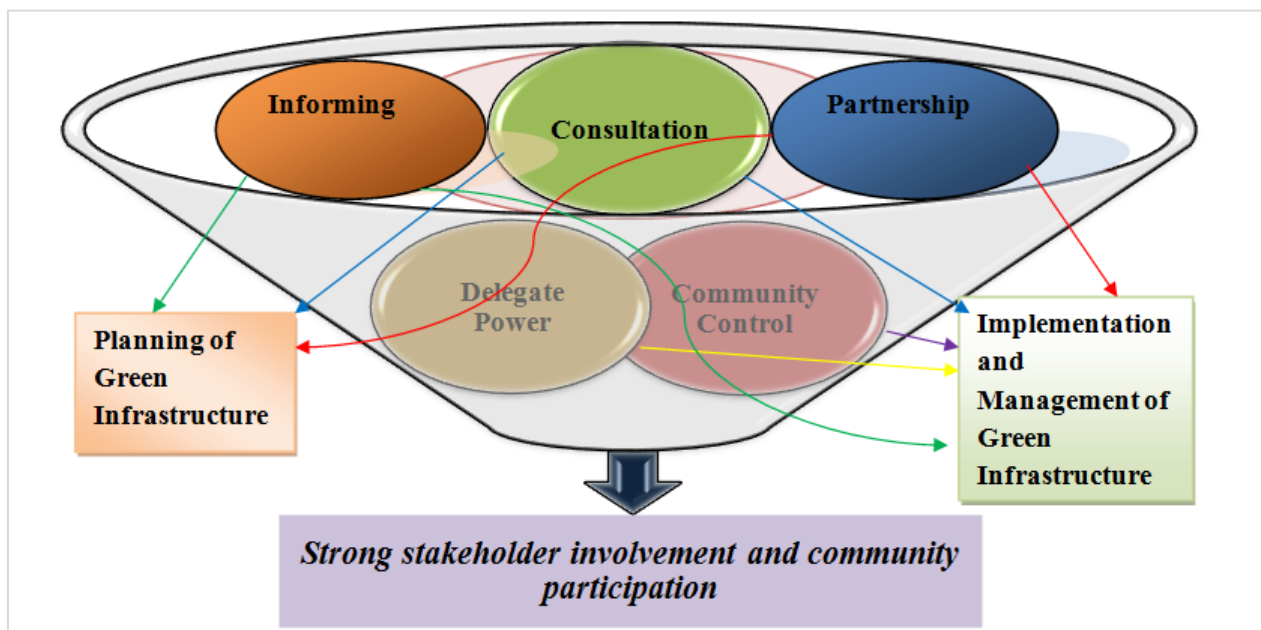 Informing
Consultation
Partnership
Delegate
Power
Community
Control
Planning of
Green
Infrastructure
Implementation
and
Management of
Green
Infrastructure
Strong stakeholder involvement and community
participation